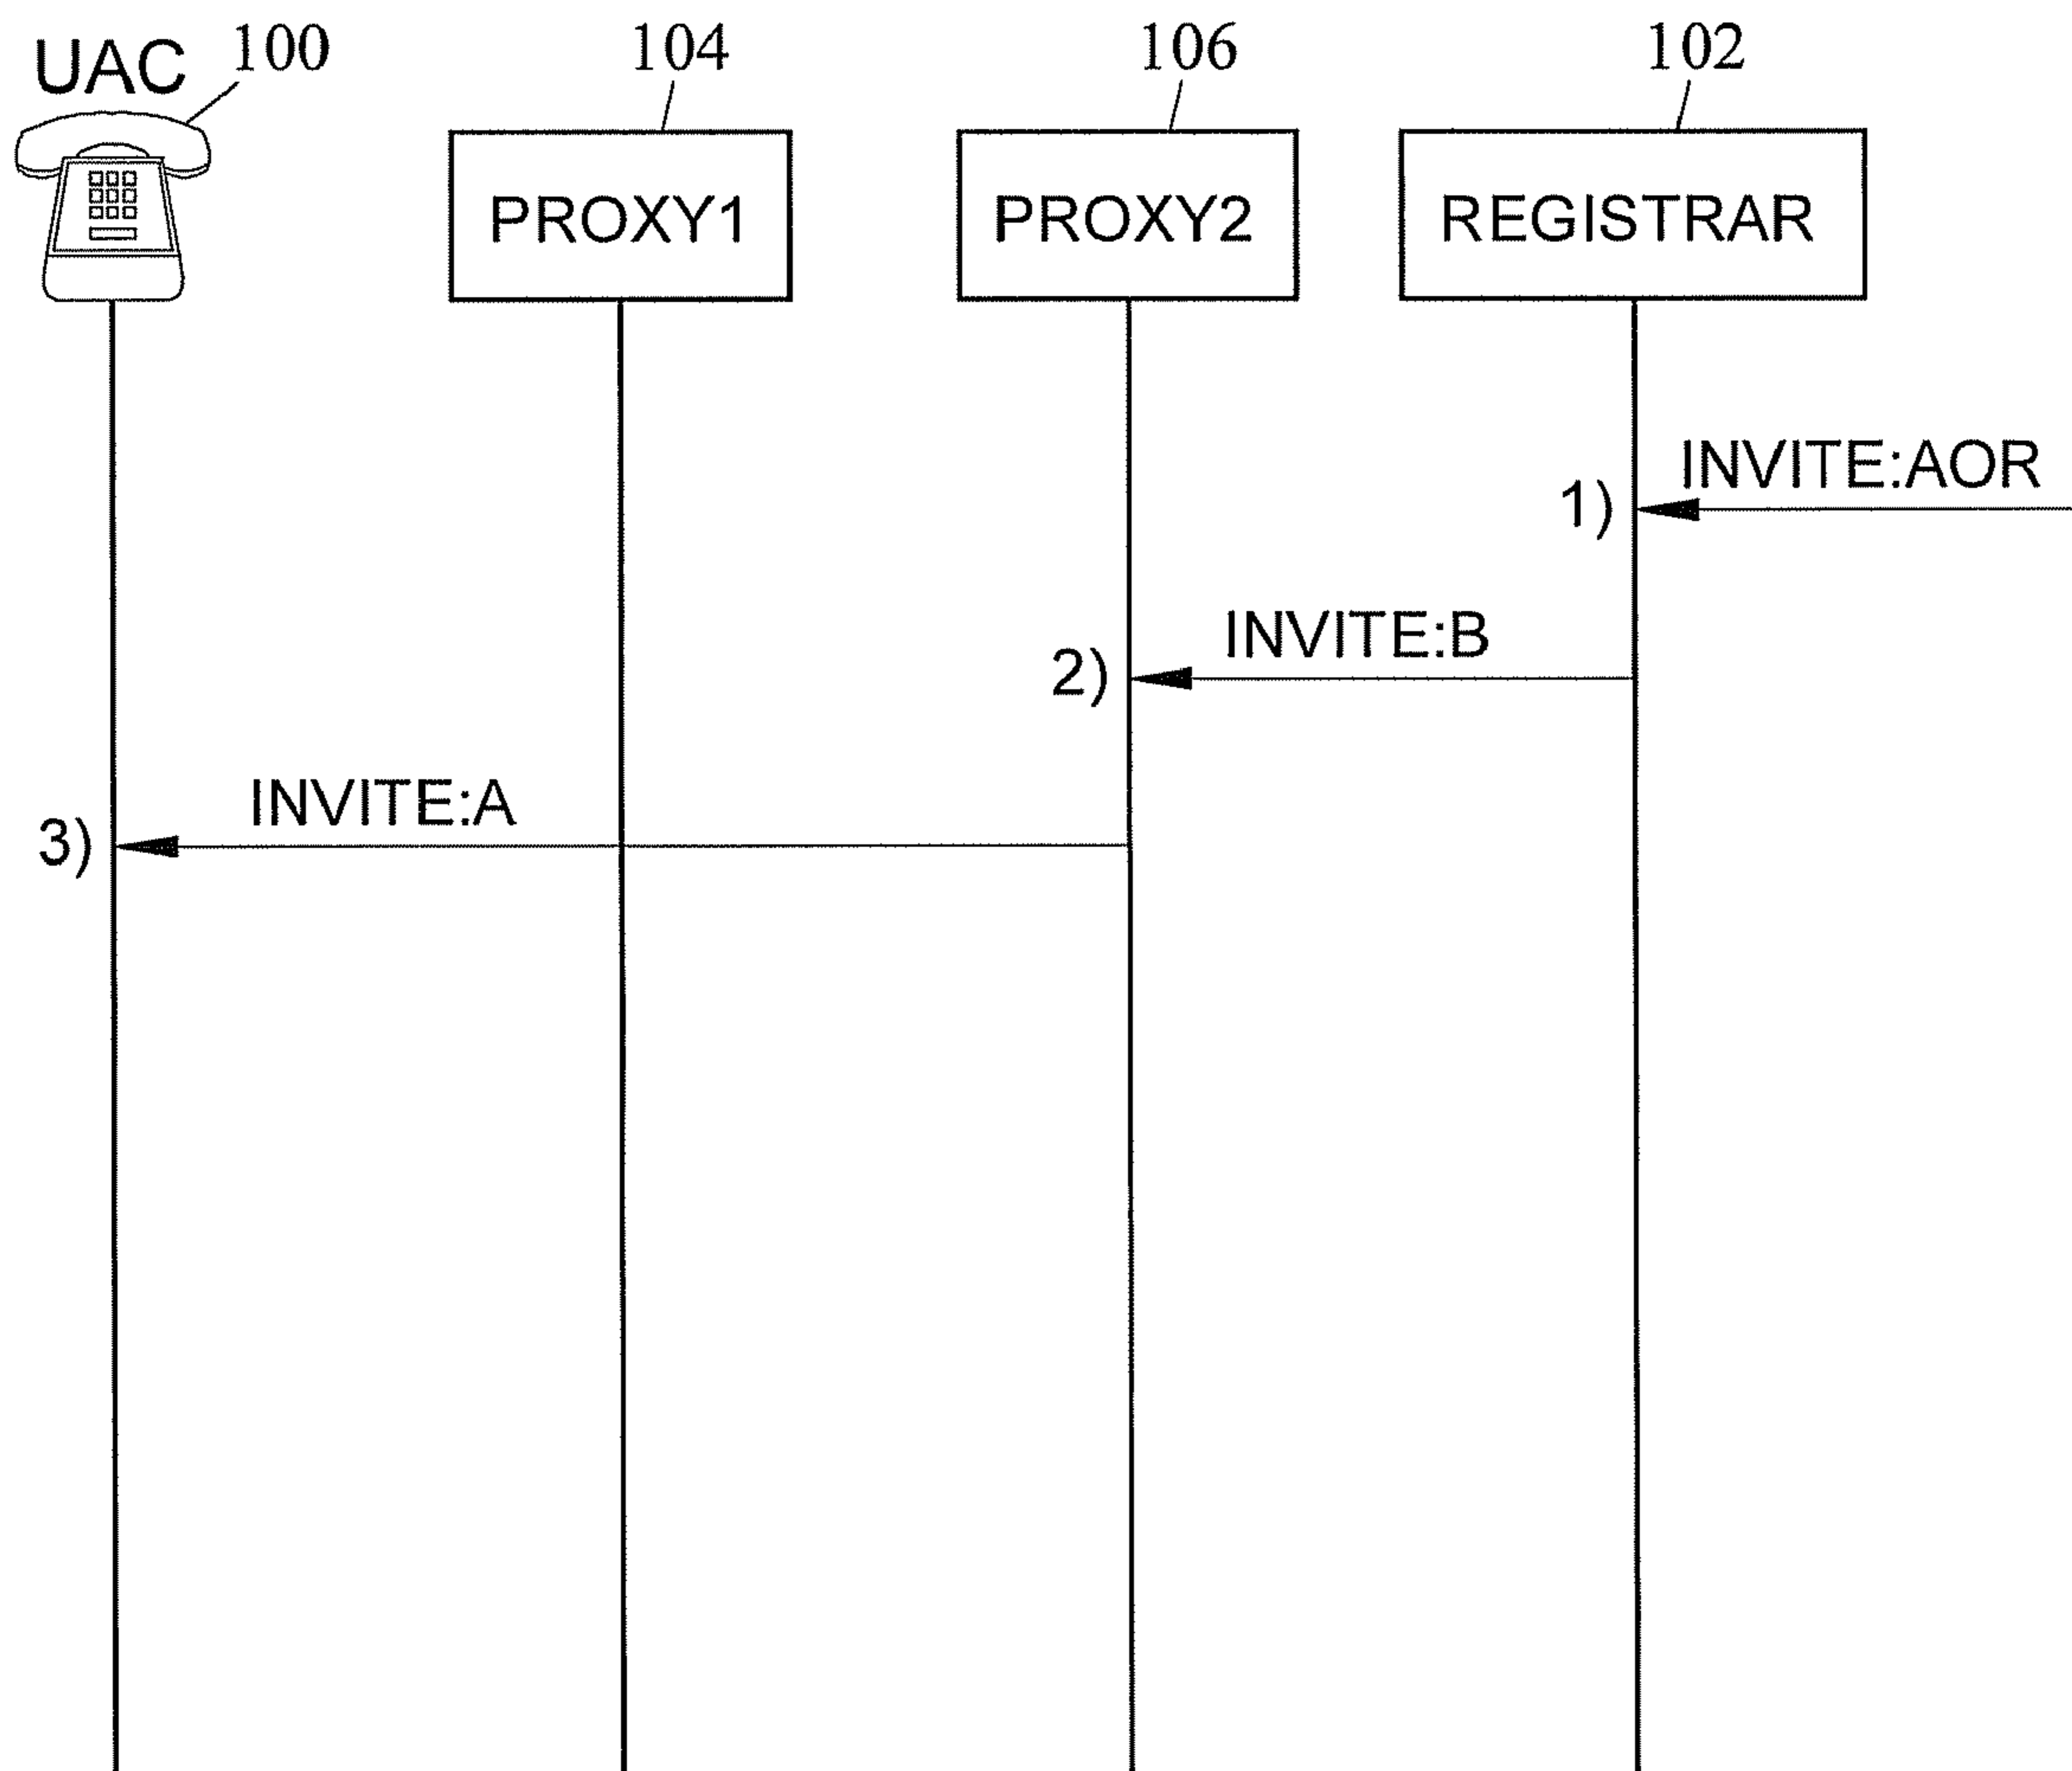 UAC 100 104 106 102
PROXY1 PROXY2 REGISTRAR
INVITE:AOR
1)
INVITE:B
2)
INVITE:A
3)